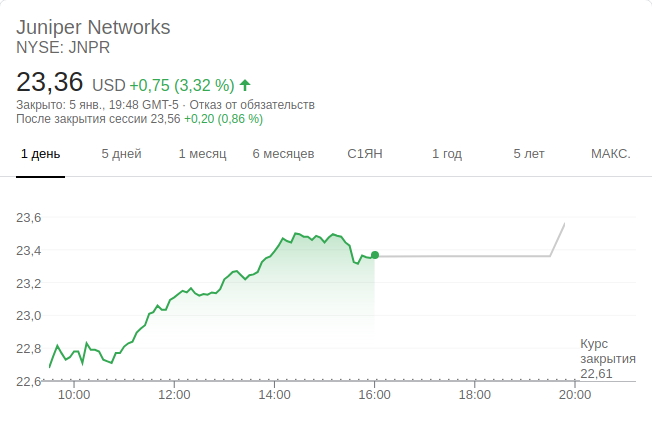 Juniper Networks
NYSE: JNPR
23,36 USD +0,75 (3,32 %)
Закрыто: 5 янв., 19:48 GMT-5 · Отказ от обязательств
После закрытия сессии 23,56 +0,20 (0,86 %)
1 день 5 дней 1 месяц 6 месяцев С1ЯН 1 год 5 лет МАКС.
23,6
23,4
23,2
23,0
22,8
22,6
Курс
закрытия
22,61
10:00 12:00 14:00 16:00 18:00 20:00